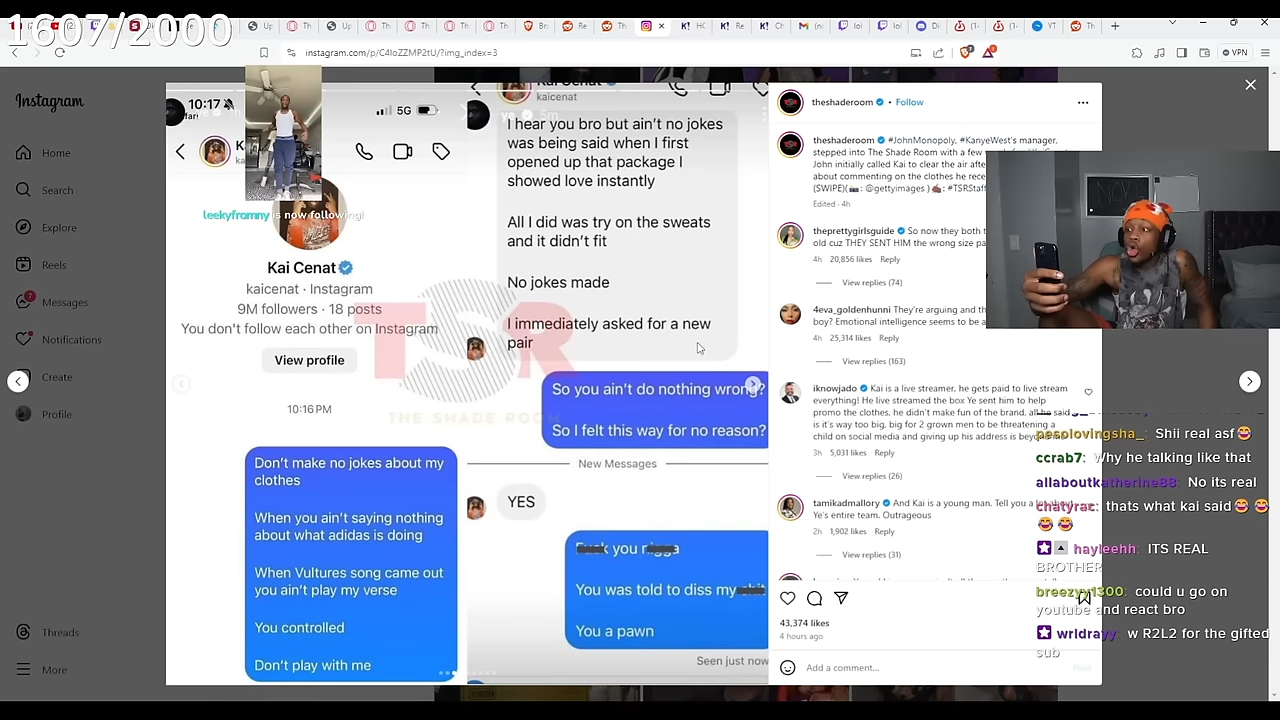 1607/2000
instagram.com/p/C4IoZZMP2tU/?img_index=3
VPN
Instagram
Home
Search
Explore
Reels
7
Messages
Notifications
Create
Profile
Threads
More
10:17
5G
leekyfromny is now following!
Kai Cenat
kaicenat · Instagram
9M followers · 18 posts
You don't follow each other on Instagram
View profile
10:16 PM
Don't make no jokes about my
clothes
When you ain't saying nothing
about what adidas is doing
When Vultures song came out
you ain't play my verse
You controlled
Don't play with me
Kai Cenat
kaicenat
I hear you bro but ain't no jokes
was being said when I first
opened up that package I
showed love instantly
All I did was try on the sweats
and it didn't fit
No jokes made
I immediately asked for a new
pair
TSR
THE SHADE ROOM
So you ain't do nothing wrong?
So I felt this way for no reason?
New Messages
YES
you
You was told to diss my
You a pawn
Seen just now
theshaderoom • Follow
theshaderoom #JohnMonopoly, #KanyeWest's manager,
stepped into The Shade Room with a few
John initially called Kai to clear the air
about commenting on the clothes he
(SWIPE)(📷: @gettyimages )✍🏾: #TSRStaff
Edited · 4h
theprettygirlsguide So now they both
old cuz THEY SENT HIM the wrong size
4h 20,856 likes Reply
View replies (74)
4eva_goldenhunni They're arguing and
boy? Emotional intelligence seems to be
4h 25,314 likes Reply
View replies (163)
iknowjado Kai is a live streamer, he gets paid to live stream
everything! He live streamed the box Ye sent him to help
promo the clothes, he didn't make fun of the brand, all he said
is it's way too big, big for 2 grown men to be threatening a
child on social media and giving up his address is
3h 5,031 likes Reply
View replies (26)
tamikadmallory And Kai is a young man. Tell you a
Ye's entire team. Outrageous
2h 1,902 likes Reply
View replies (31)
43,374 likes
4 hours ago
Add a comment...
pesolovingsha_: Shii real asf😂
ccrab7: Why he talking like that
allaboutkatherine88: No its real
chatyrac: thats what kai said😂 😂
😂 😂
hayleehh: ITS REAL
BROTHER
breezyy1300: could u go on
youtube and react bro
wrldrayy: w R2L2 for the gifted
sub